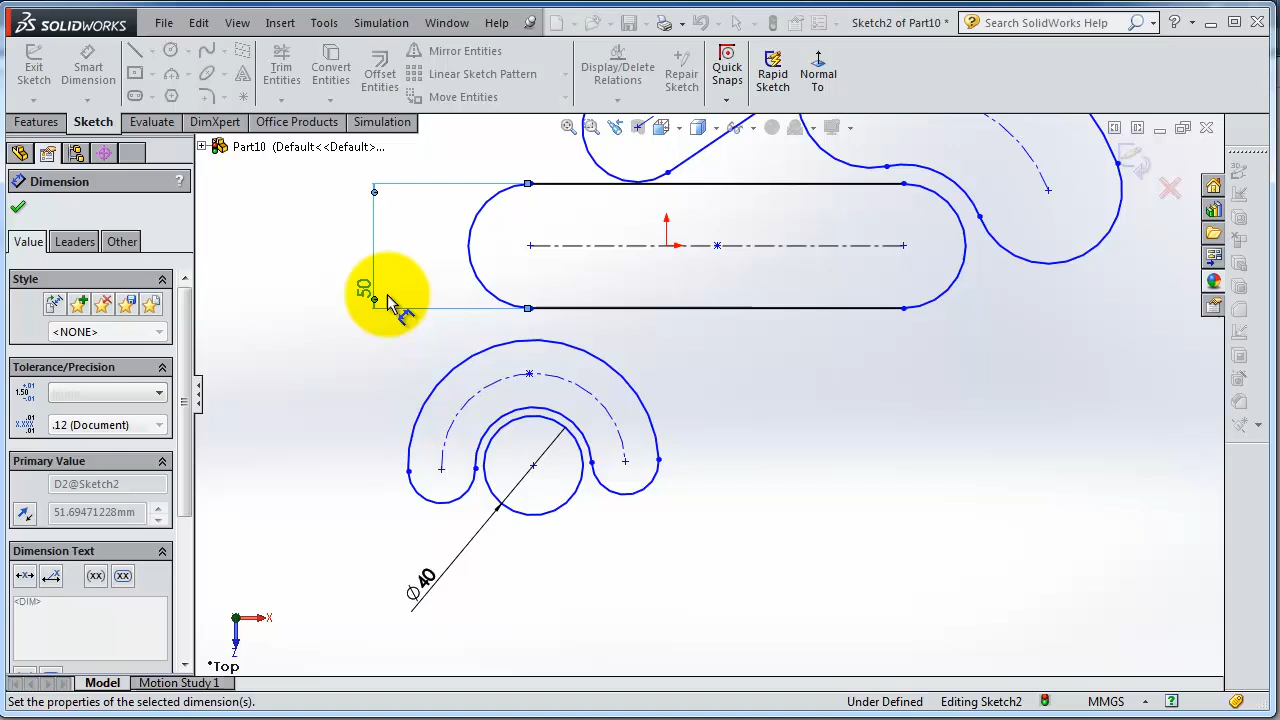 SOLIDWORKS File Edit View Insert Tools Simulation Window Help Sketch2 of Part10 * Search SolidWorks Help
Exit Sketch
Smart Dimension
Trim Entities
Convert Entities
Offset Entities
Mirror Entities
Linear Sketch Pattern
Move Entities
Display/Delete Relations
Repair Sketch
Quick Snaps
Rapid Sketch
Normal To
Features Sketch Evaluate DimXpert Office Products Simulation
Part10 (Default<<Default>...
Dimension ?
Value Leaders Other
Style
<NONE>
Tolerance/Precision
.12 (Document)
Primary Value
D2@Sketch2
51.69471228mm
Dimension Text
(xx) (xx)
<DIM>
50
∅40
X
Z
*Top
Model Motion Study 1
Set the properties of the selected dimension(s). Under Defined Editing Sketch2 MMGS